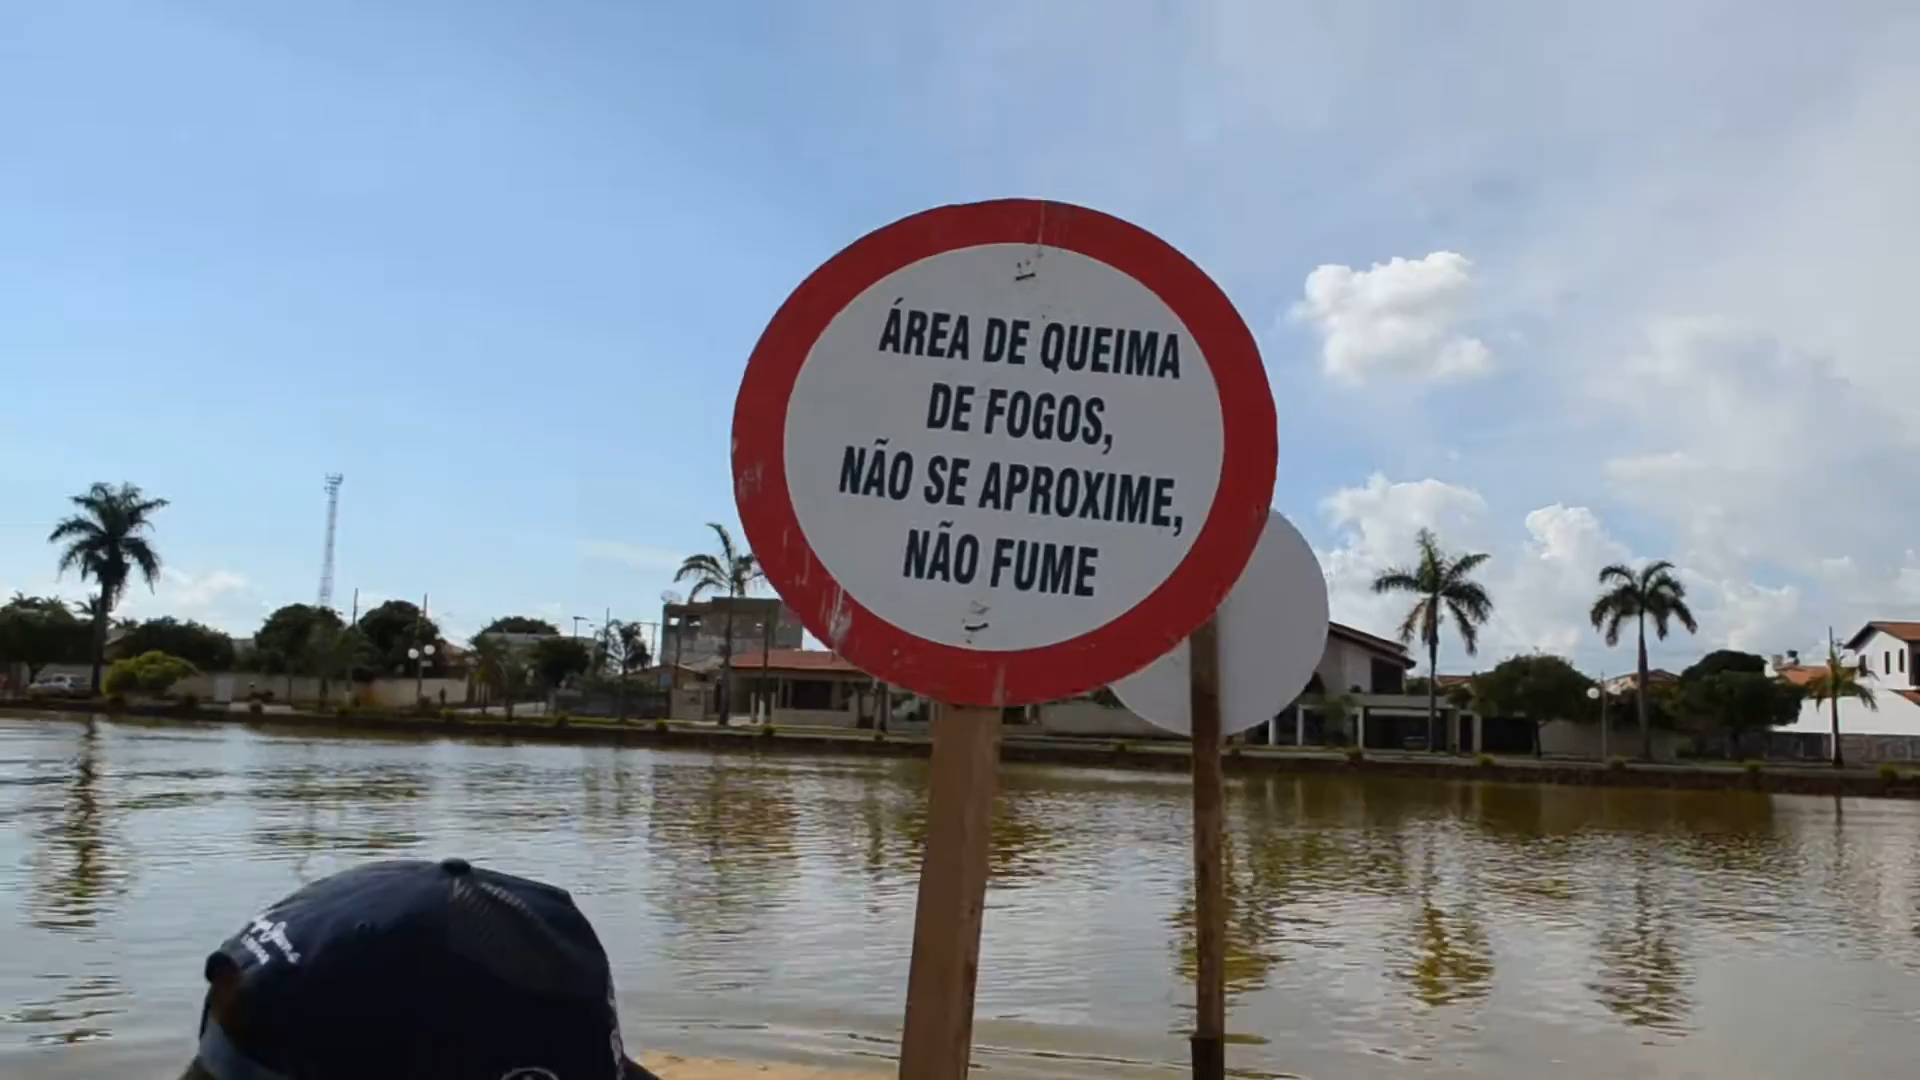 ÁREA DE QUEIMA
DE FOGOS,
NÃO SE APROXIME,
NÃO FUME